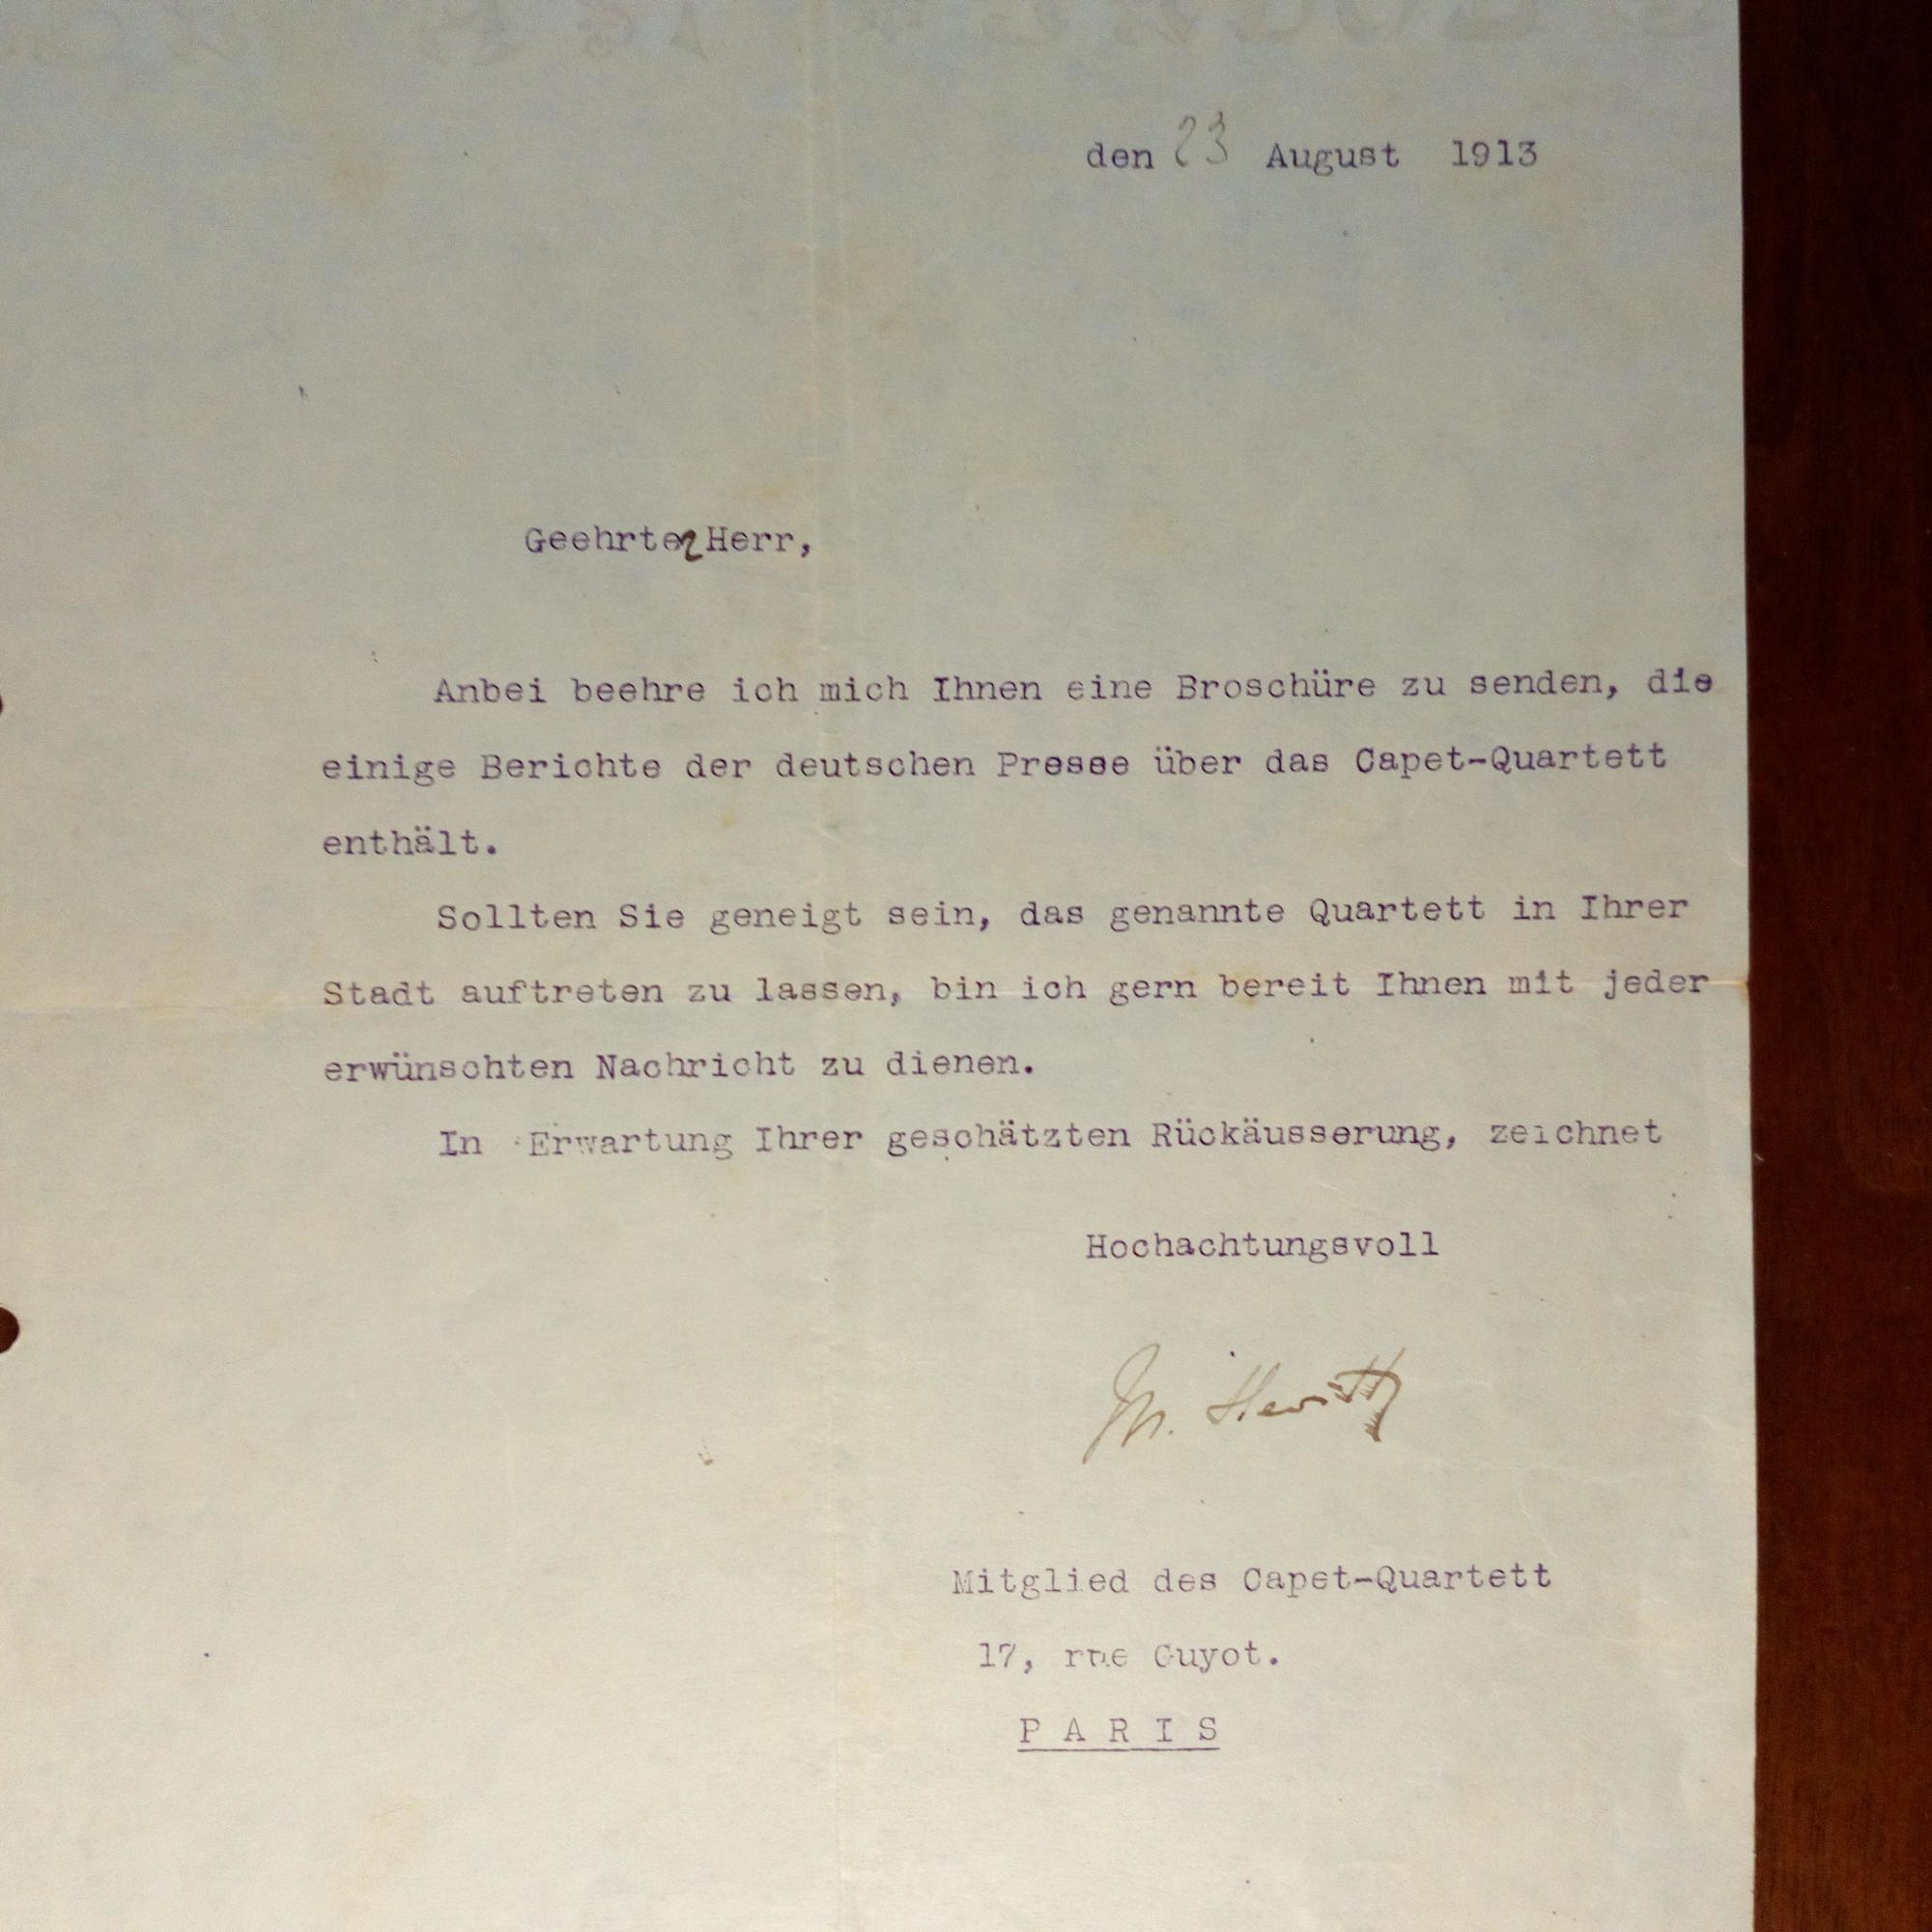 den 23 August 1913
Geehrter Herr,
Anbei beehre ich mich Ihnen eine Broschüre zu senden, die
einige Berichte der deutschen Presse über das Capet-Quartett
enthält.
Sollten Sie geneigt sein, das genannte Quartett in Ihrer
Stadt auftreten zu lassen, bin ich gern bereit Ihnen mit jeder
erwünschten Nachricht zu dienen.
In Erwartung Ihrer geschätzten Rückäusserung, zeichnet
Hochachtungsvoll
M. Hewitt
Mitglied des Capet-Quartett
17, rue Guyot.
PARIS